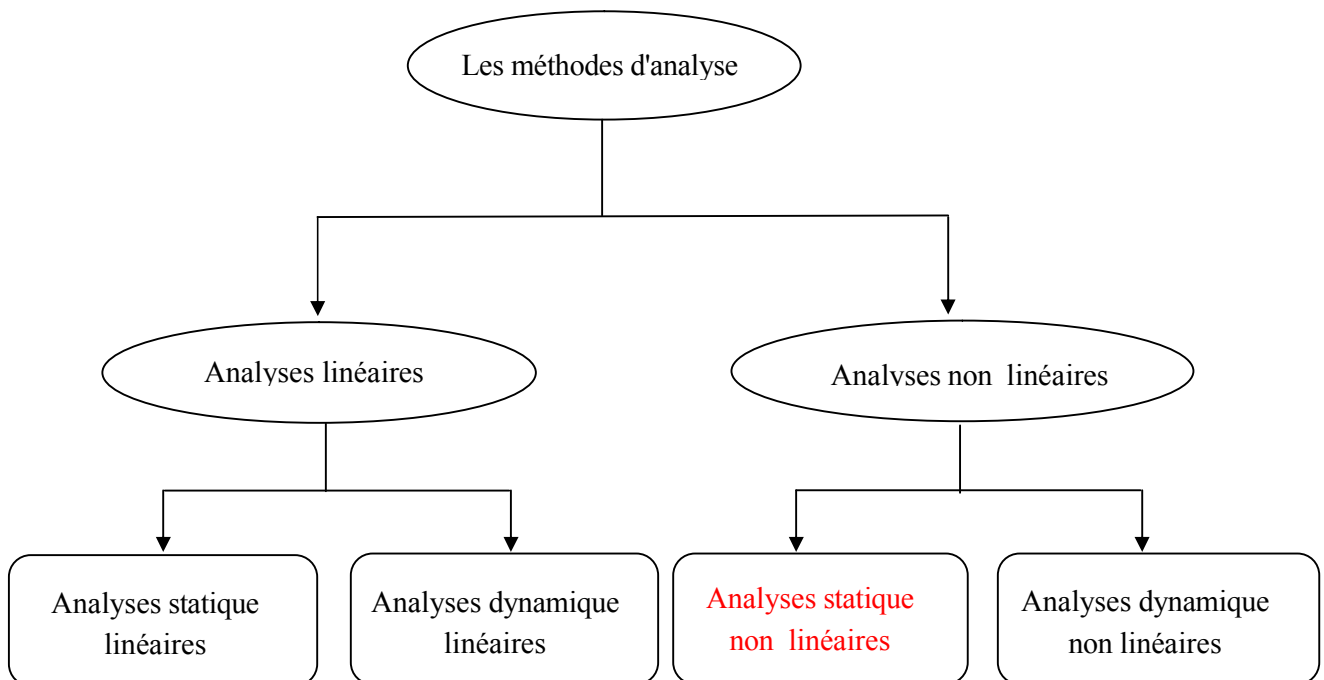 Les méthodes d'analyse
Analyses linéaires
Analyses non linéaires
Analyses statique
linéaires
Analyses dynamique
linéaires
Analyses statique
non linéaires
Analyses dynamique
non linéaires